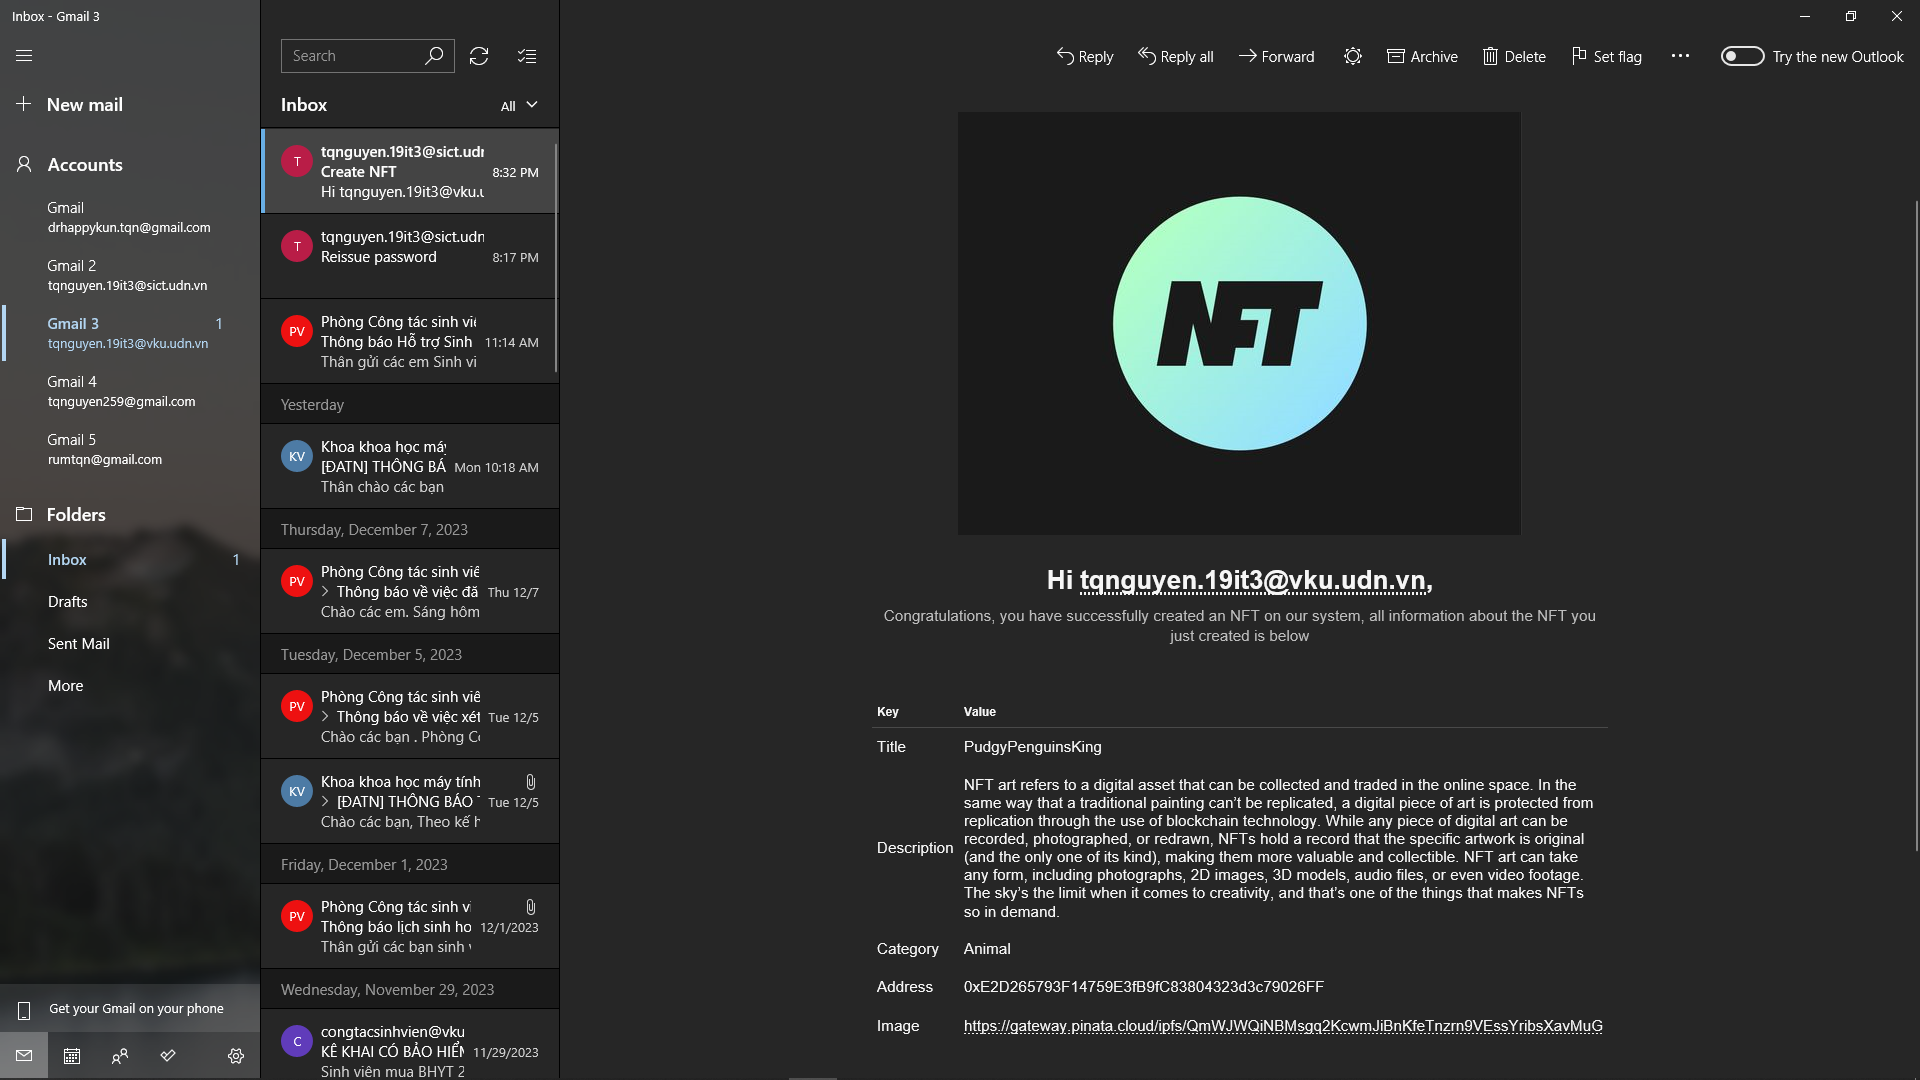 Inbox - Gmail 3
Search
Reply
Reply all
Forward
Archive
Delete
Set flag
Try the new Outlook
New mail
Inbox
All
Accounts
Gmail
drhappykun.tqn@gmail.com
Gmail 2
tqnguyen.19it3@sict.udn.vn
Gmail 3
1
tqnguyen.19it3@vku.udn.vn
Gmail 4
tqnguyen259@gmail.com
Gmail 5
rumtqn@gmail.com
Folders
Inbox
1
Drafts
Sent Mail
More
Get your Gmail on your phone
T
tqnguyen.19it3@sict.udn
Create NFT
8:32 PM
Hi tqnguyen.19it3@vku.u
T
tqnguyen.19it3@sict.udn
Reissue password
8:17 PM
PV
Phòng Công tác sinh viê
Thông báo Hỗ trợ Sinh
11:14 AM
Thân gửi các em Sinh vi
Yesterday
KV
Khoa khoa học máy
[ĐATN] THÔNG BÁ
Mon 10:18 AM
Thân chào các bạn
Thursday, December 7, 2023
PV
Phòng Công tác sinh viê
Thông báo về việc đă
Thu 12/7
Chào các em. Sáng hôm
Tuesday, December 5, 2023
PV
Phòng Công tác sinh viê
Thông báo về việc xét
Tue 12/5
Chào các bạn . Phòng Cô
KV
Khoa khoa học máy tính
[ĐATN] THÔNG BÁO T
Tue 12/5
Chào các bạn, Theo kế h
Friday, December 1, 2023
PV
Phòng Công tác sinh vi
Thông báo lịch sinh ho
12/1/2023
Thân gửi các bạn sinh v
Wednesday, November 29, 2023
C
congtacsinhvien@vku
KÊ KHAI CÓ BẢO HIỂM
11/29/2023
Sinh viên mua BHYT 2
NFT
Hi tqnguyen.19it3@vku.udn.vn,
Congratulations, you have successfully created an NFT on our system, all information about the NFT you
just created is below
Key Value
Title PudgyPenguinsKing
Description
NFT art refers to a digital asset that can be collected and traded in the online space. In the
same way that a traditional painting can't be replicated, a digital piece of art is protected from
replication through the use of blockchain technology. While any piece of digital art can be
recorded, photographed, or redrawn, NFTs hold a record that the specific artwork is original
(and the only one of its kind), making them more valuable and collectible. NFT art can take
any form, including photographs, 2D images, 3D models, audio files, or even video footage.
The sky's the limit when it comes to creativity, and that's one of the things that makes NFTs
so in demand.
Category Animal
Address 0xE2D265793F14759E3fB9fC83804323d3c79026FF
Image https://gateway.pinata.cloud/ipfs/QmWJWQiNBMsgq2KcwmJiBnKfeTnzrn9VEssYribsXavMuG